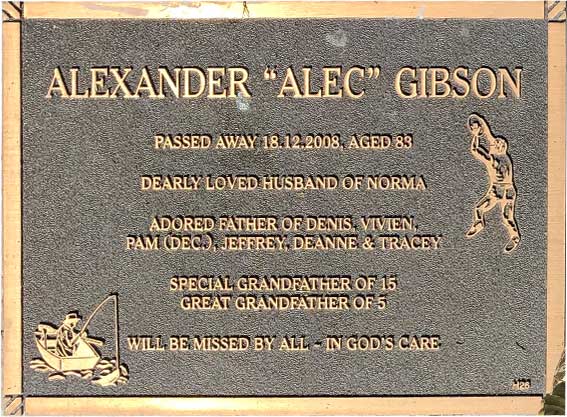 ALEXANDER "ALEC" GIBSON
PASSED AWAY 18.12.2008, AGED 83
DEARLY LOVED HUSBAND OF NORMA
ADORED FATHER OF DENIS, VIVIEN,
PAM (DEC.), JEFFREY, DEANNE & TRACEY
SPECIAL GRANDFATHER OF 15
GREAT GRANDFATHER OF 5
WILL BE MISSED BY ALL - IN GOD'S CARE
H26